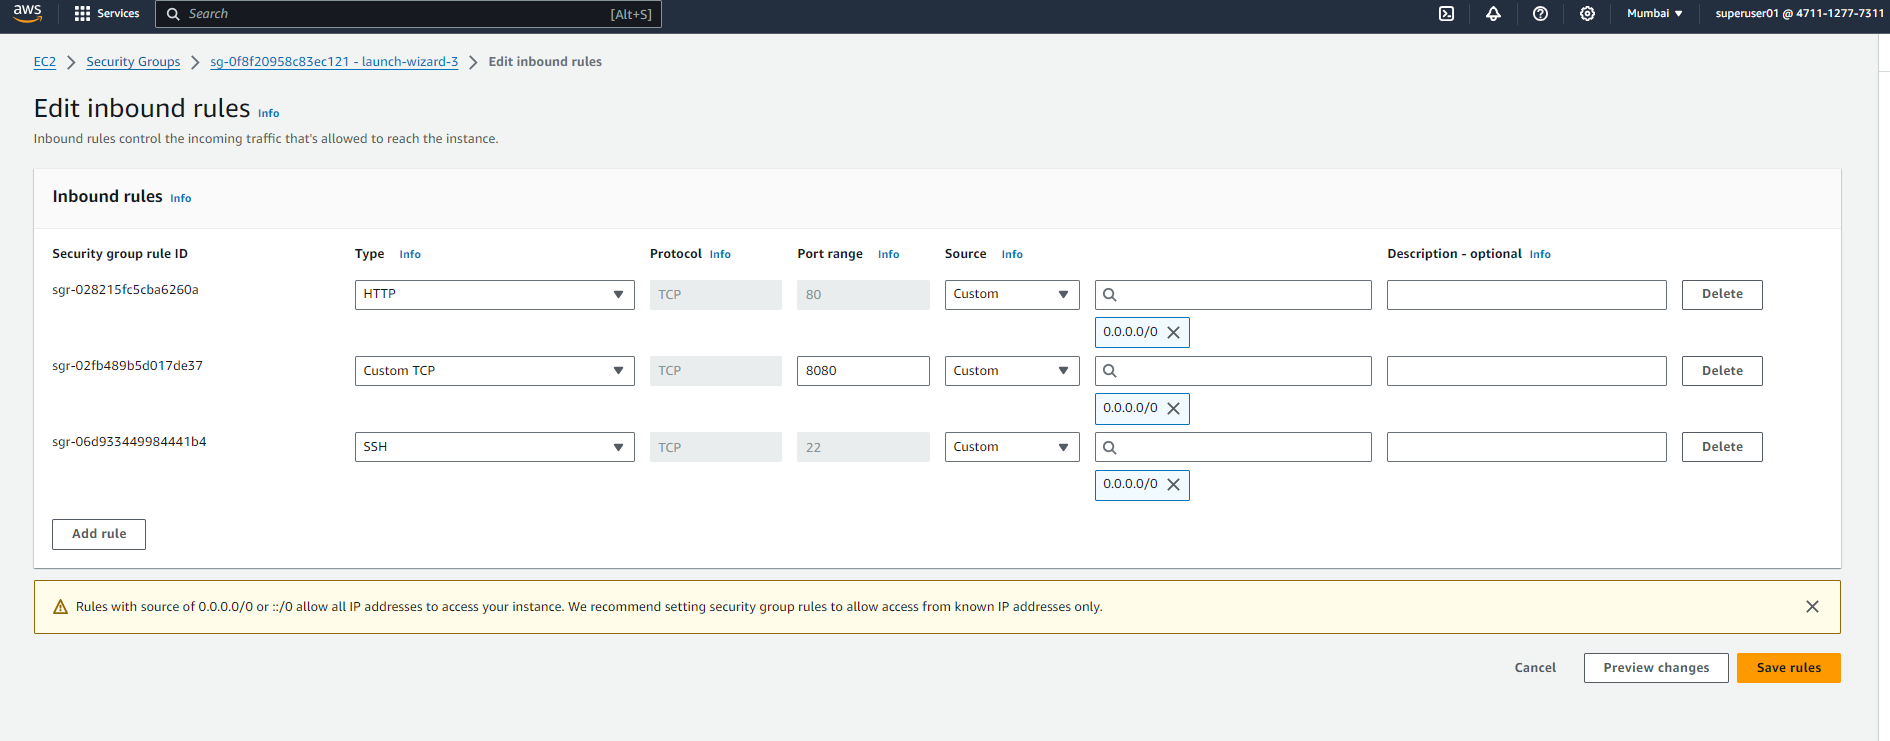 aws Services Search [Alt+S] Mumbai superuser01 @ 4711-1277-7311
EC2 Security Groups sg-0f8f20958c83ec121 - launch-wizard-3 Edit inbound rules
Edit inbound rules Info
Inbound rules control the incoming traffic that's allowed to reach the instance.
Inbound rules Info
Security group rule ID Type Info Protocol Info Port range Info Source Info Description - optional Info
sgr-028215fc5cba6260a HTTP TCP 80 Custom Delete
0.0.0.0/0
sgr-02fb489b5d017de37 Custom TCP TCP 8080 Custom Delete
0.0.0.0/0
sgr-06d933449984441b4 SSH TCP 22 Custom Delete
0.0.0.0/0
Add rule
Rules with source of 0.0.0.0/0 or ::/0 allow all IP addresses to access your instance. We recommend setting security group rules to allow access from known IP addresses only.
Cancel Preview changes Save rules